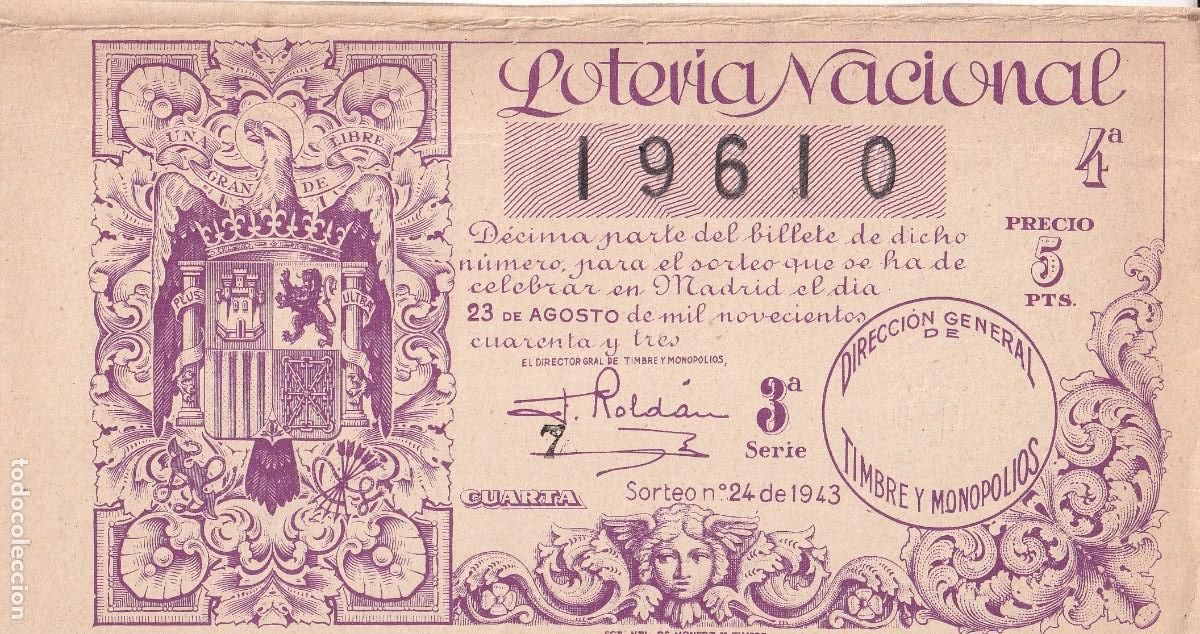 Lotería Nacional
UNA GRANDE LIBRE
19610
4ª
PRECIO
5
PTS.
Décima parte del billete de dicho
número, para el sorteo que se ha de
celebrar en Madrid el día
23 DE AGOSTO de mil novecientos
cuarenta y tres
PLUS ULTRA
EL DIRECTOR GRAL DE TIMBRE Y MONOPOLIOS,
F. Roldán
7
3ª
Serie
DIRECCIÓN GENERAL
DE
TIMBRE Y MONOPOLIOS
CUARTA
Sorteo nº 24 de 1943
todocoleccion